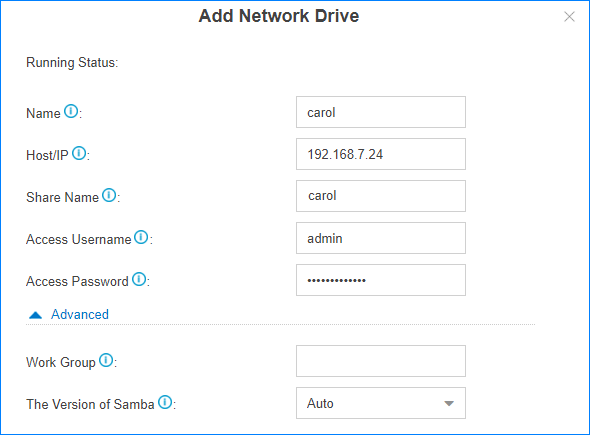 Add Network Drive
Running Status:
Name : carol
Host/IP : 192.168.7.24
Share Name : carol
Access Username : admin
Access Password : •••••••••••••
Advanced
Work Group :
The Version of Samba : Auto